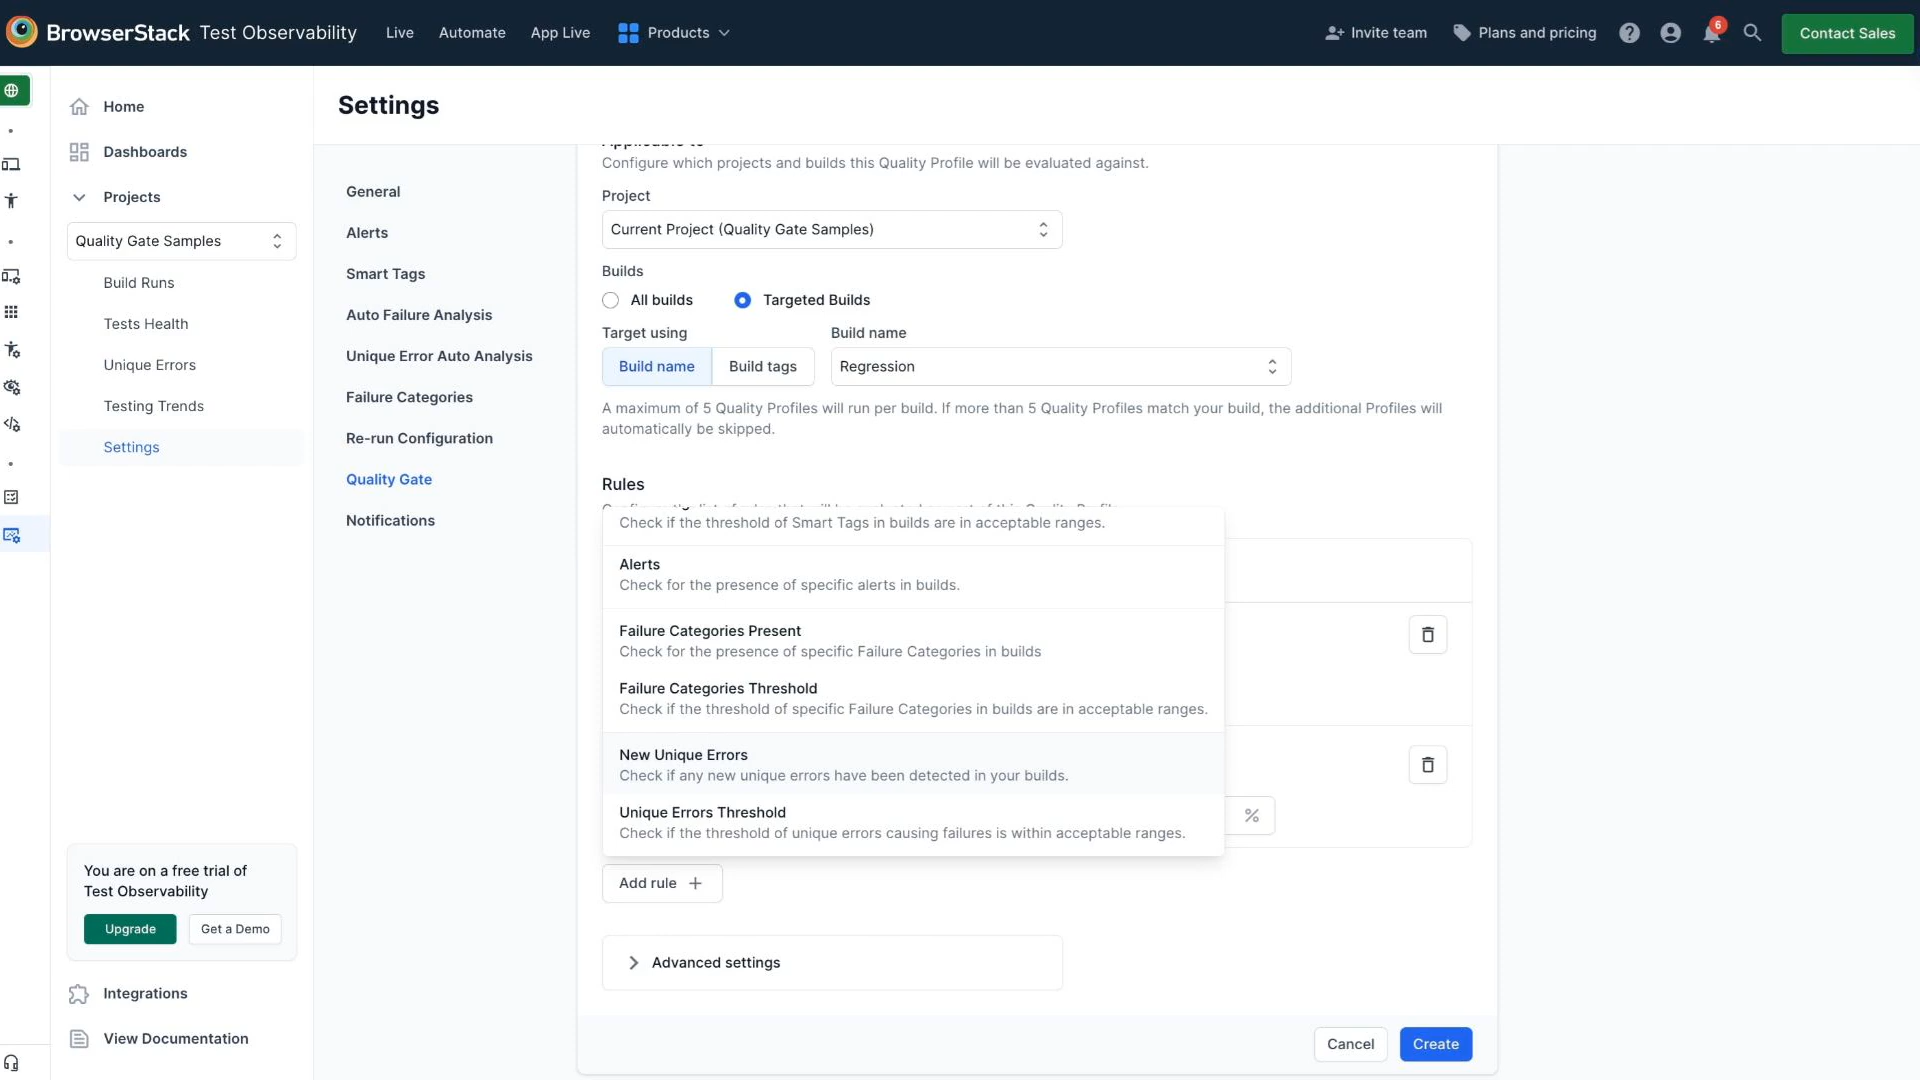 BrowserStack Test Observability
Live
Automate
App Live
Products
Invite team
Plans and pricing
6
Contact Sales
Home
Dashboards
Projects
Quality Gate Samples
Build Runs
Tests Health
Unique Errors
Testing Trends
Settings
You are on a free trial of
Test Observability
Upgrade
Get a Demo
Integrations
View Documentation
Settings
General
Alerts
Smart Tags
Auto Failure Analysis
Unique Error Auto Analysis
Failure Categories
Re-run Configuration
Quality Gate
Notifications
Applicable to
Configure which projects and builds this Quality Profile will be evaluated against.
Project
Current Project (Quality Gate Samples)
Builds
All builds
Targeted Builds
Target using
Build name
Build name
Build tags
Regression
A maximum of 5 Quality Profiles will run per build. If more than 5 Quality Profiles match your build, the additional Profiles will
automatically be skipped.
Rules
Check if the threshold of Smart Tags in builds are in acceptable ranges.
Alerts
Check for the presence of specific alerts in builds.
Failure Categories Present
Check for the presence of specific Failure Categories in builds
Failure Categories Threshold
Check if the threshold of specific Failure Categories in builds are in acceptable ranges.
New Unique Errors
Check if any new unique errors have been detected in your builds.
Unique Errors Threshold
Check if the threshold of unique errors causing failures is within acceptable ranges.
%
Add rule +
Advanced settings
Cancel
Create